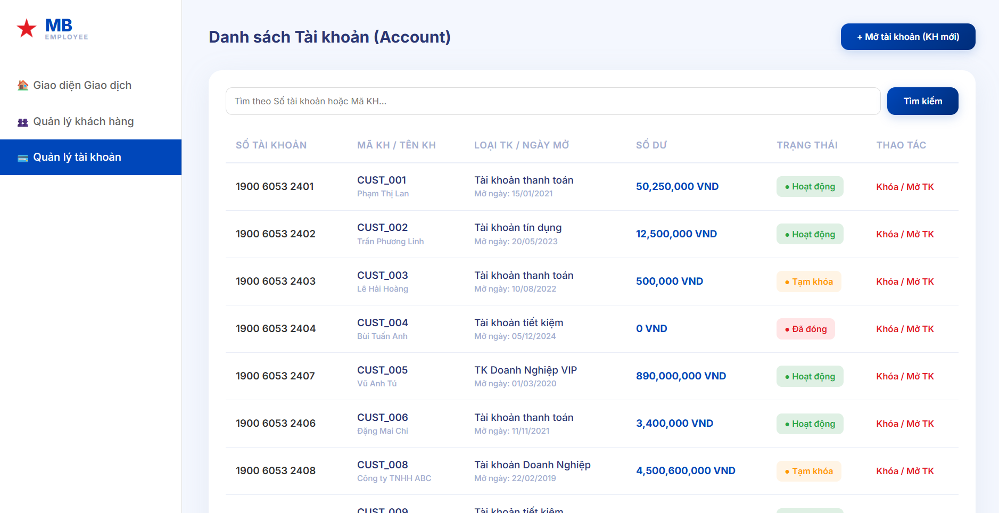 MB
EMPLOYEE
Giao diện Giao dịch
Quản lý khách hàng
Quản lý tài khoản
Danh sách Tài khoản (Account)
+ Mở tài khoản (KH mới)
Tìm theo Số tài khoản hoặc Mã KH...
Tìm kiếm
SỐ TÀI KHOẢN MÃ KH / TÊN KH LOẠI TK / NGÀY MỞ SỐ DƯ TRẠNG THÁI THAO TÁC
1900 6053 2401 CUST_001 Tài khoản thanh toán 50,250,000 VND ● Hoạt động Khóa / Mở TK
Phạm Thị Lan Mở ngày: 15/01/2021
1900 6053 2402 CUST_002 Tài khoản tín dụng 12,500,000 VND ● Hoạt động Khóa / Mở TK
Trần Phương Linh Mở ngày: 20/05/2023
1900 6053 2403 CUST_003 Tài khoản thanh toán 500,000 VND ● Tạm khóa Khóa / Mở TK
Lê Hải Hoàng Mở ngày: 10/08/2022
1900 6053 2404 CUST_004 Tài khoản tiết kiệm 0 VND ● Đã đóng Khóa / Mở TK
Bùi Tuấn Anh Mở ngày: 05/12/2024
1900 6053 2407 CUST_005 TK Doanh Nghiệp VIP 890,000,000 VND ● Hoạt động Khóa / Mở TK
Vũ Anh Tú Mở ngày: 01/03/2020
1900 6053 2406 CUST_006 Tài khoản thanh toán 3,400,000 VND ● Hoạt động Khóa / Mở TK
Đặng Mai Chi Mở ngày: 11/11/2021
1900 6053 2408 CUST_008 Tài khoản Doanh Nghiệp 4,500,600,000 VND ● Tạm khóa Khóa / Mở TK
Công ty TNHH ABC Mở ngày: 22/02/2019
CUST_009 Tài khoản tiết kiệm